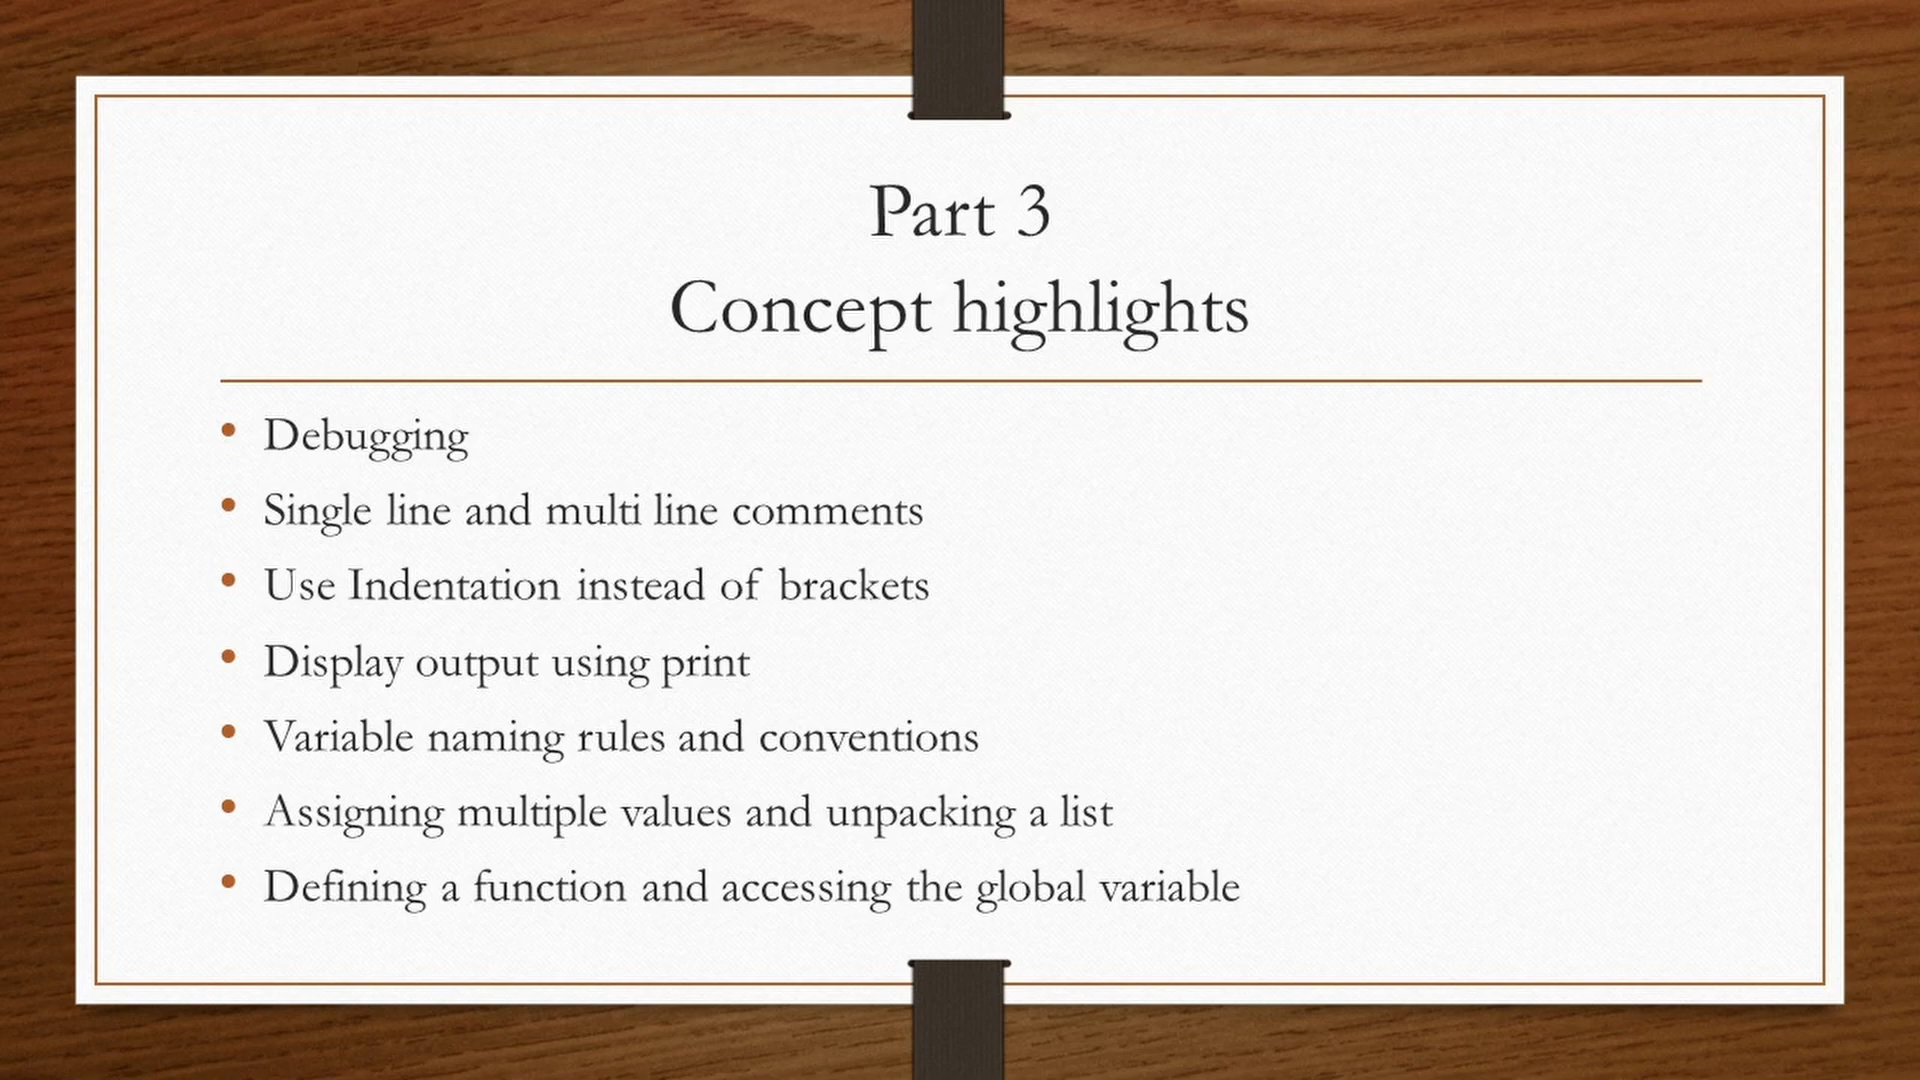 Part 3
Concept highlights
• Debugging
• Single line and multi line comments
• Use Indentation instead of brackets
• Display output using print
• Variable naming rules and conventions
• Assigning multiple values and unpacking a list
• Defining a function and accessing the global variable